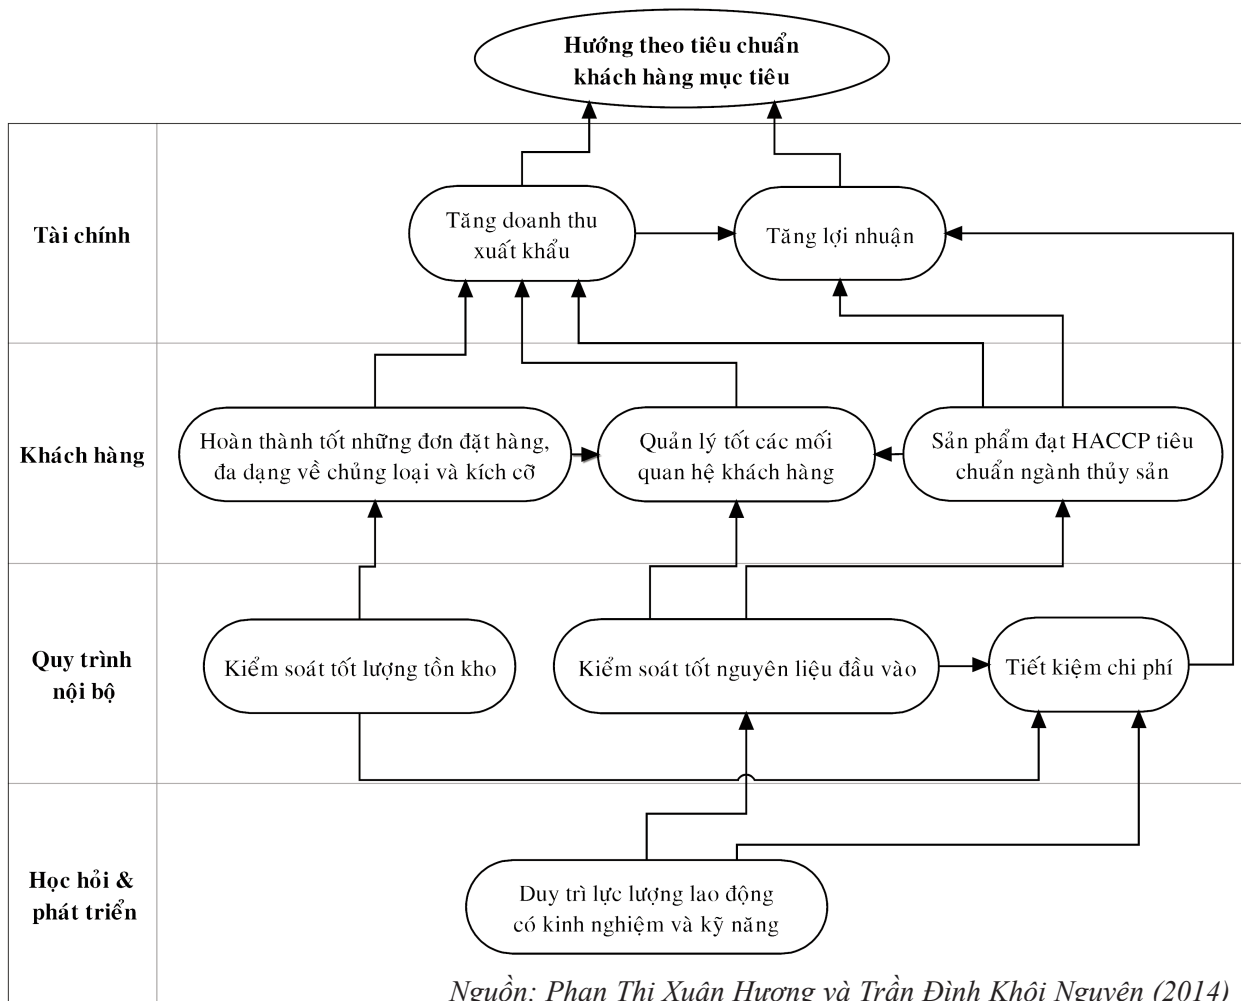 Hướng theo tiêu chuẩn
khách hàng mục tiêu
Tài chính
Tăng doanh thu
xuất khẩu
Tăng lợi nhuận
Khách hàng
Hoàn thành tốt những đơn đặt hàng,
đa dạng về chủng loại và kích cỡ
Quản lý tốt các mối
quan hệ khách hàng
Sản phẩm đạt HACCP tiêu
chuẩn ngành thủy sản
Quy trình
nội bộ
Kiểm soát tốt lượng tồn kho
Kiểm soát tốt nguyên liệu đầu vào
Tiết kiệm chi phí
Học hỏi &
phát triển
Duy trì lực lượng lao động
có kinh nghiệm và kỹ năng
Nguồn: Phan Thị Xuân Hương và Trần Đình Khôi Nguyên (2014)